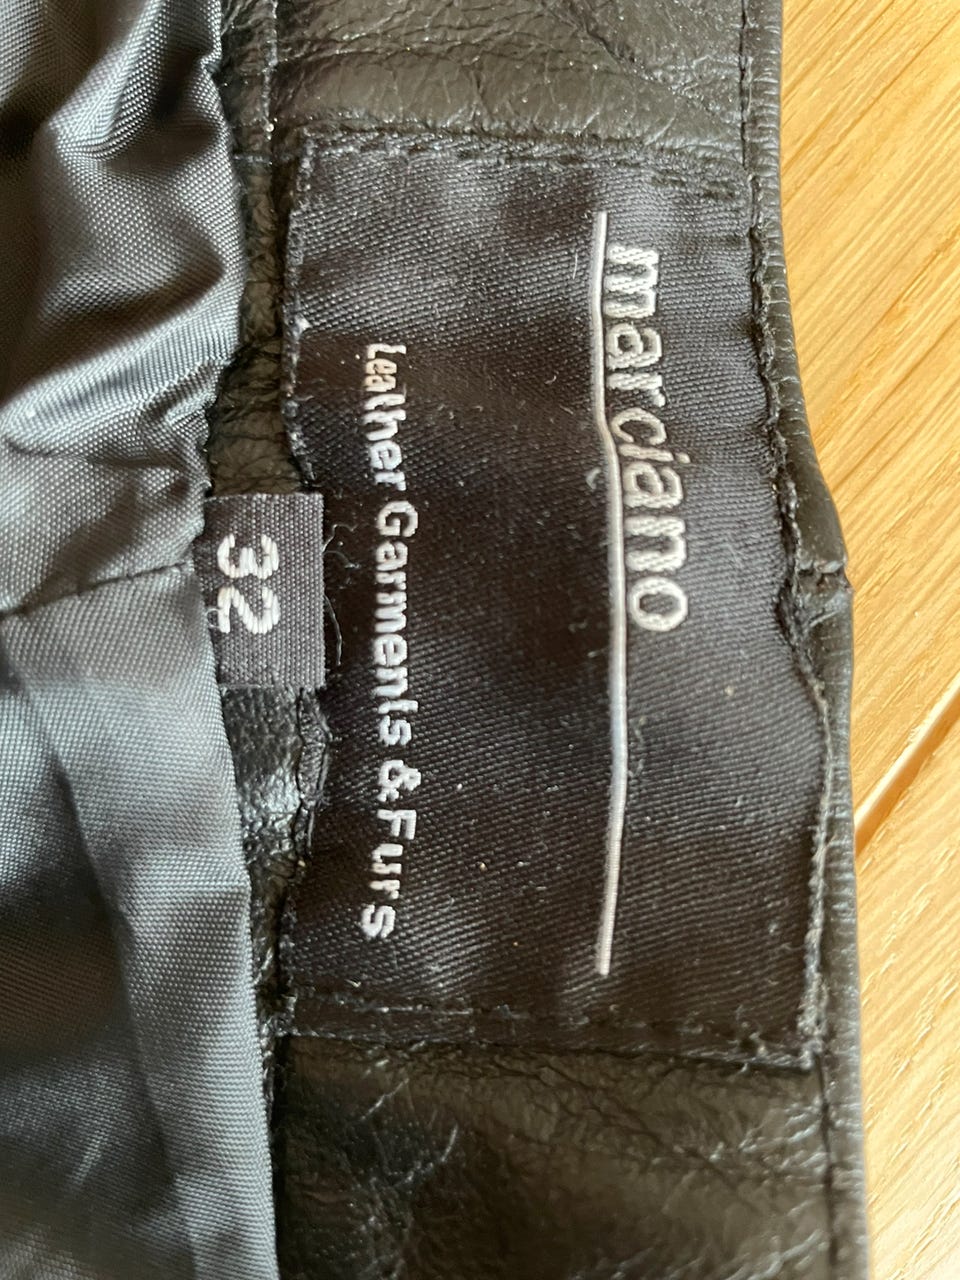 marciano
Leather Garments & Furs
32